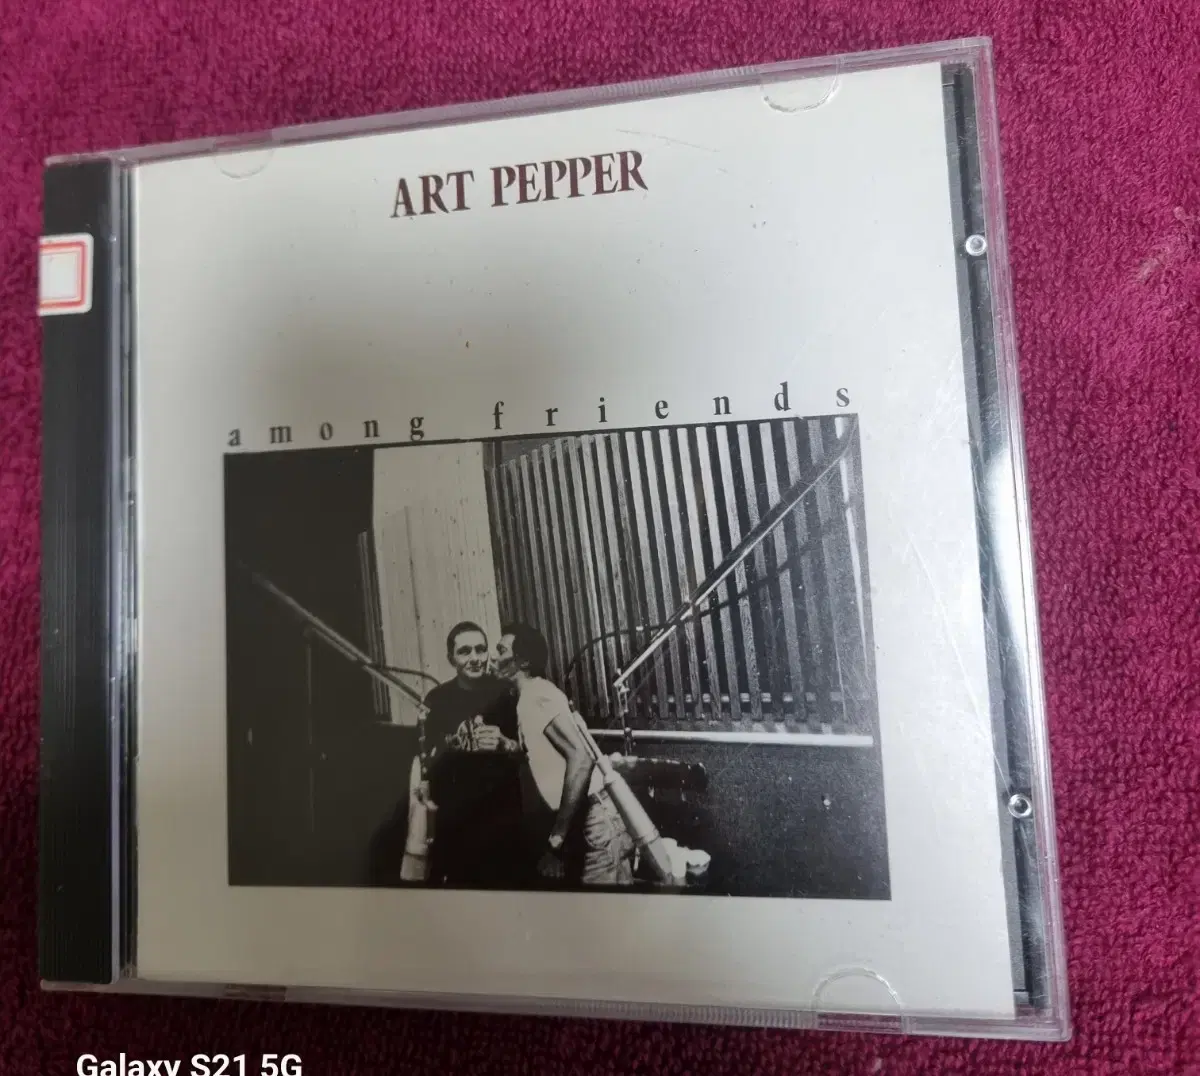 ART PEPPER
among friends
Galaxy S21 5G